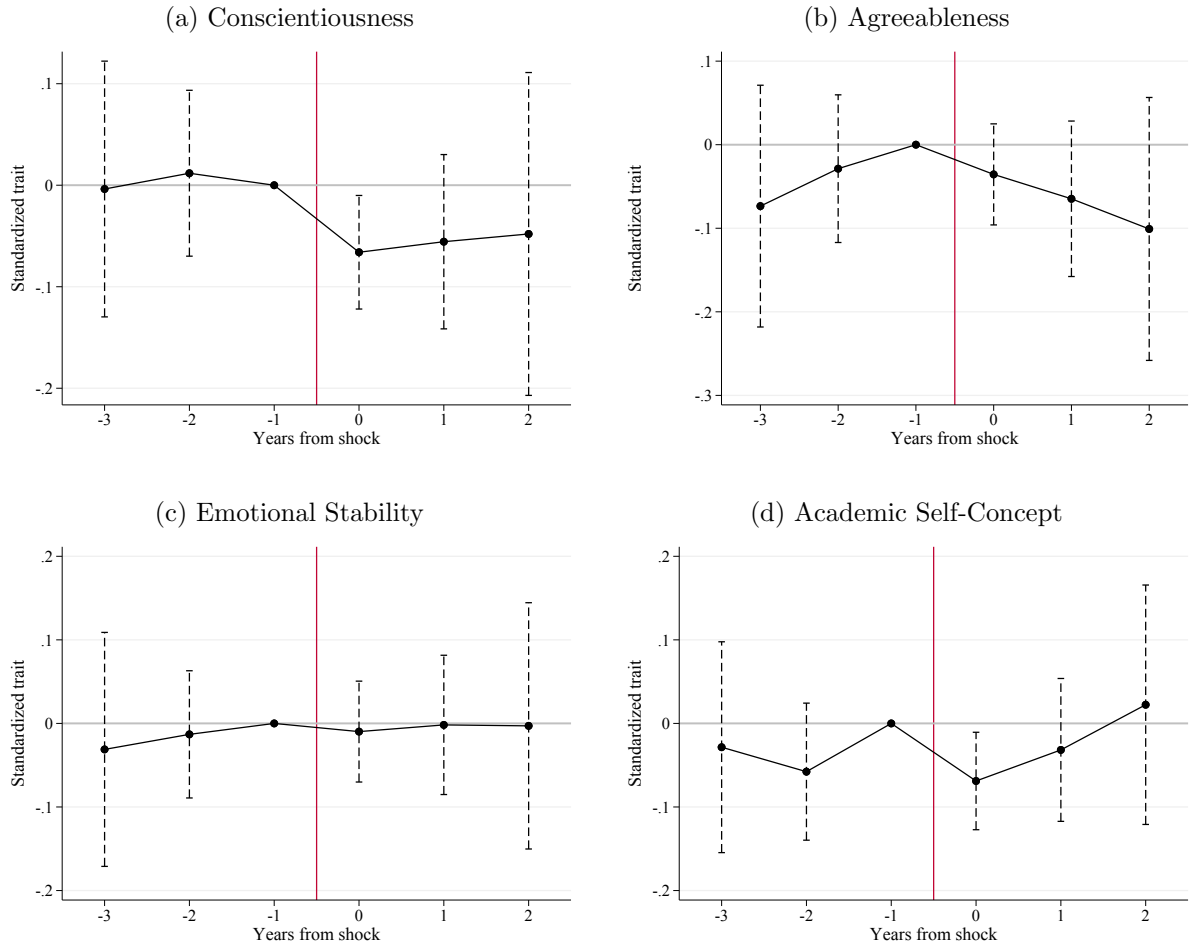 (a) Conscientiousness
.1
0
-.1
-.2
Standardized trait
-3 -2 -1 0 1 2
Years from shock
(b) Agreeableness
.1
0
-.1
-.2
-.3
Standardized trait
-3 -2 -1 0 1 2
Years from shock
(c) Emotional Stability
.2
.1
0
-.1
-.2
Standardized trait
-3 -2 -1 0 1 2
Years from shock
(d) Academic Self-Concept
.2
.1
0
-.1
-.2
Standardized trait
-3 -2 -1 0 1 2
Years from shock